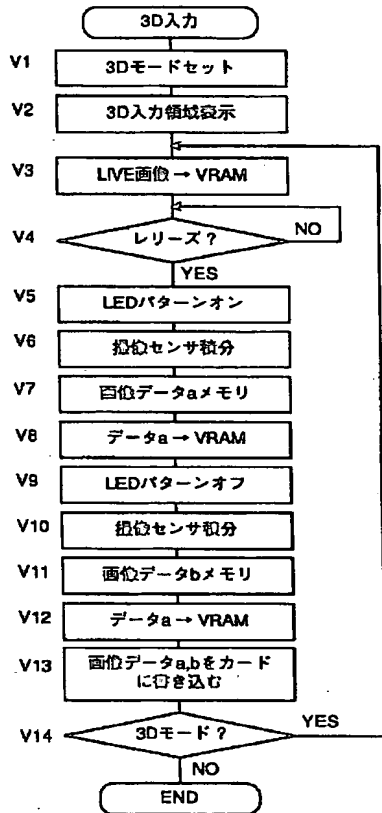 3D入力
V1 3Dモードセット
V2 3D入力領域表示
V3 LIVE画像 → VRAM
V4 レリーズ？ NO
YES
V5 LEDパターンオン
V6 撮像センサ積分
V7 画像データaメモリ
V8 データa → VRAM
V9 LEDパターンオフ
V10 撮像センサ積分
V11 画像データbメモリ
V12 データa → VRAM
V13 画像データa,bをカード
に書き込む
V14 3Dモード？ YES
NO
END